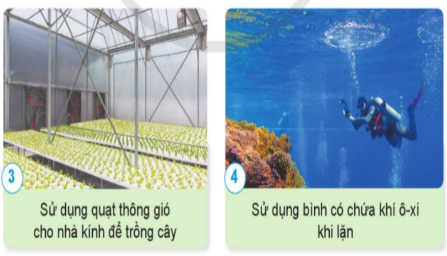 3
Sử dụng quạt thông gió
cho nhà kính để trồng cây
4
Sử dụng bình có chứa khí ô-xi
khi lặn